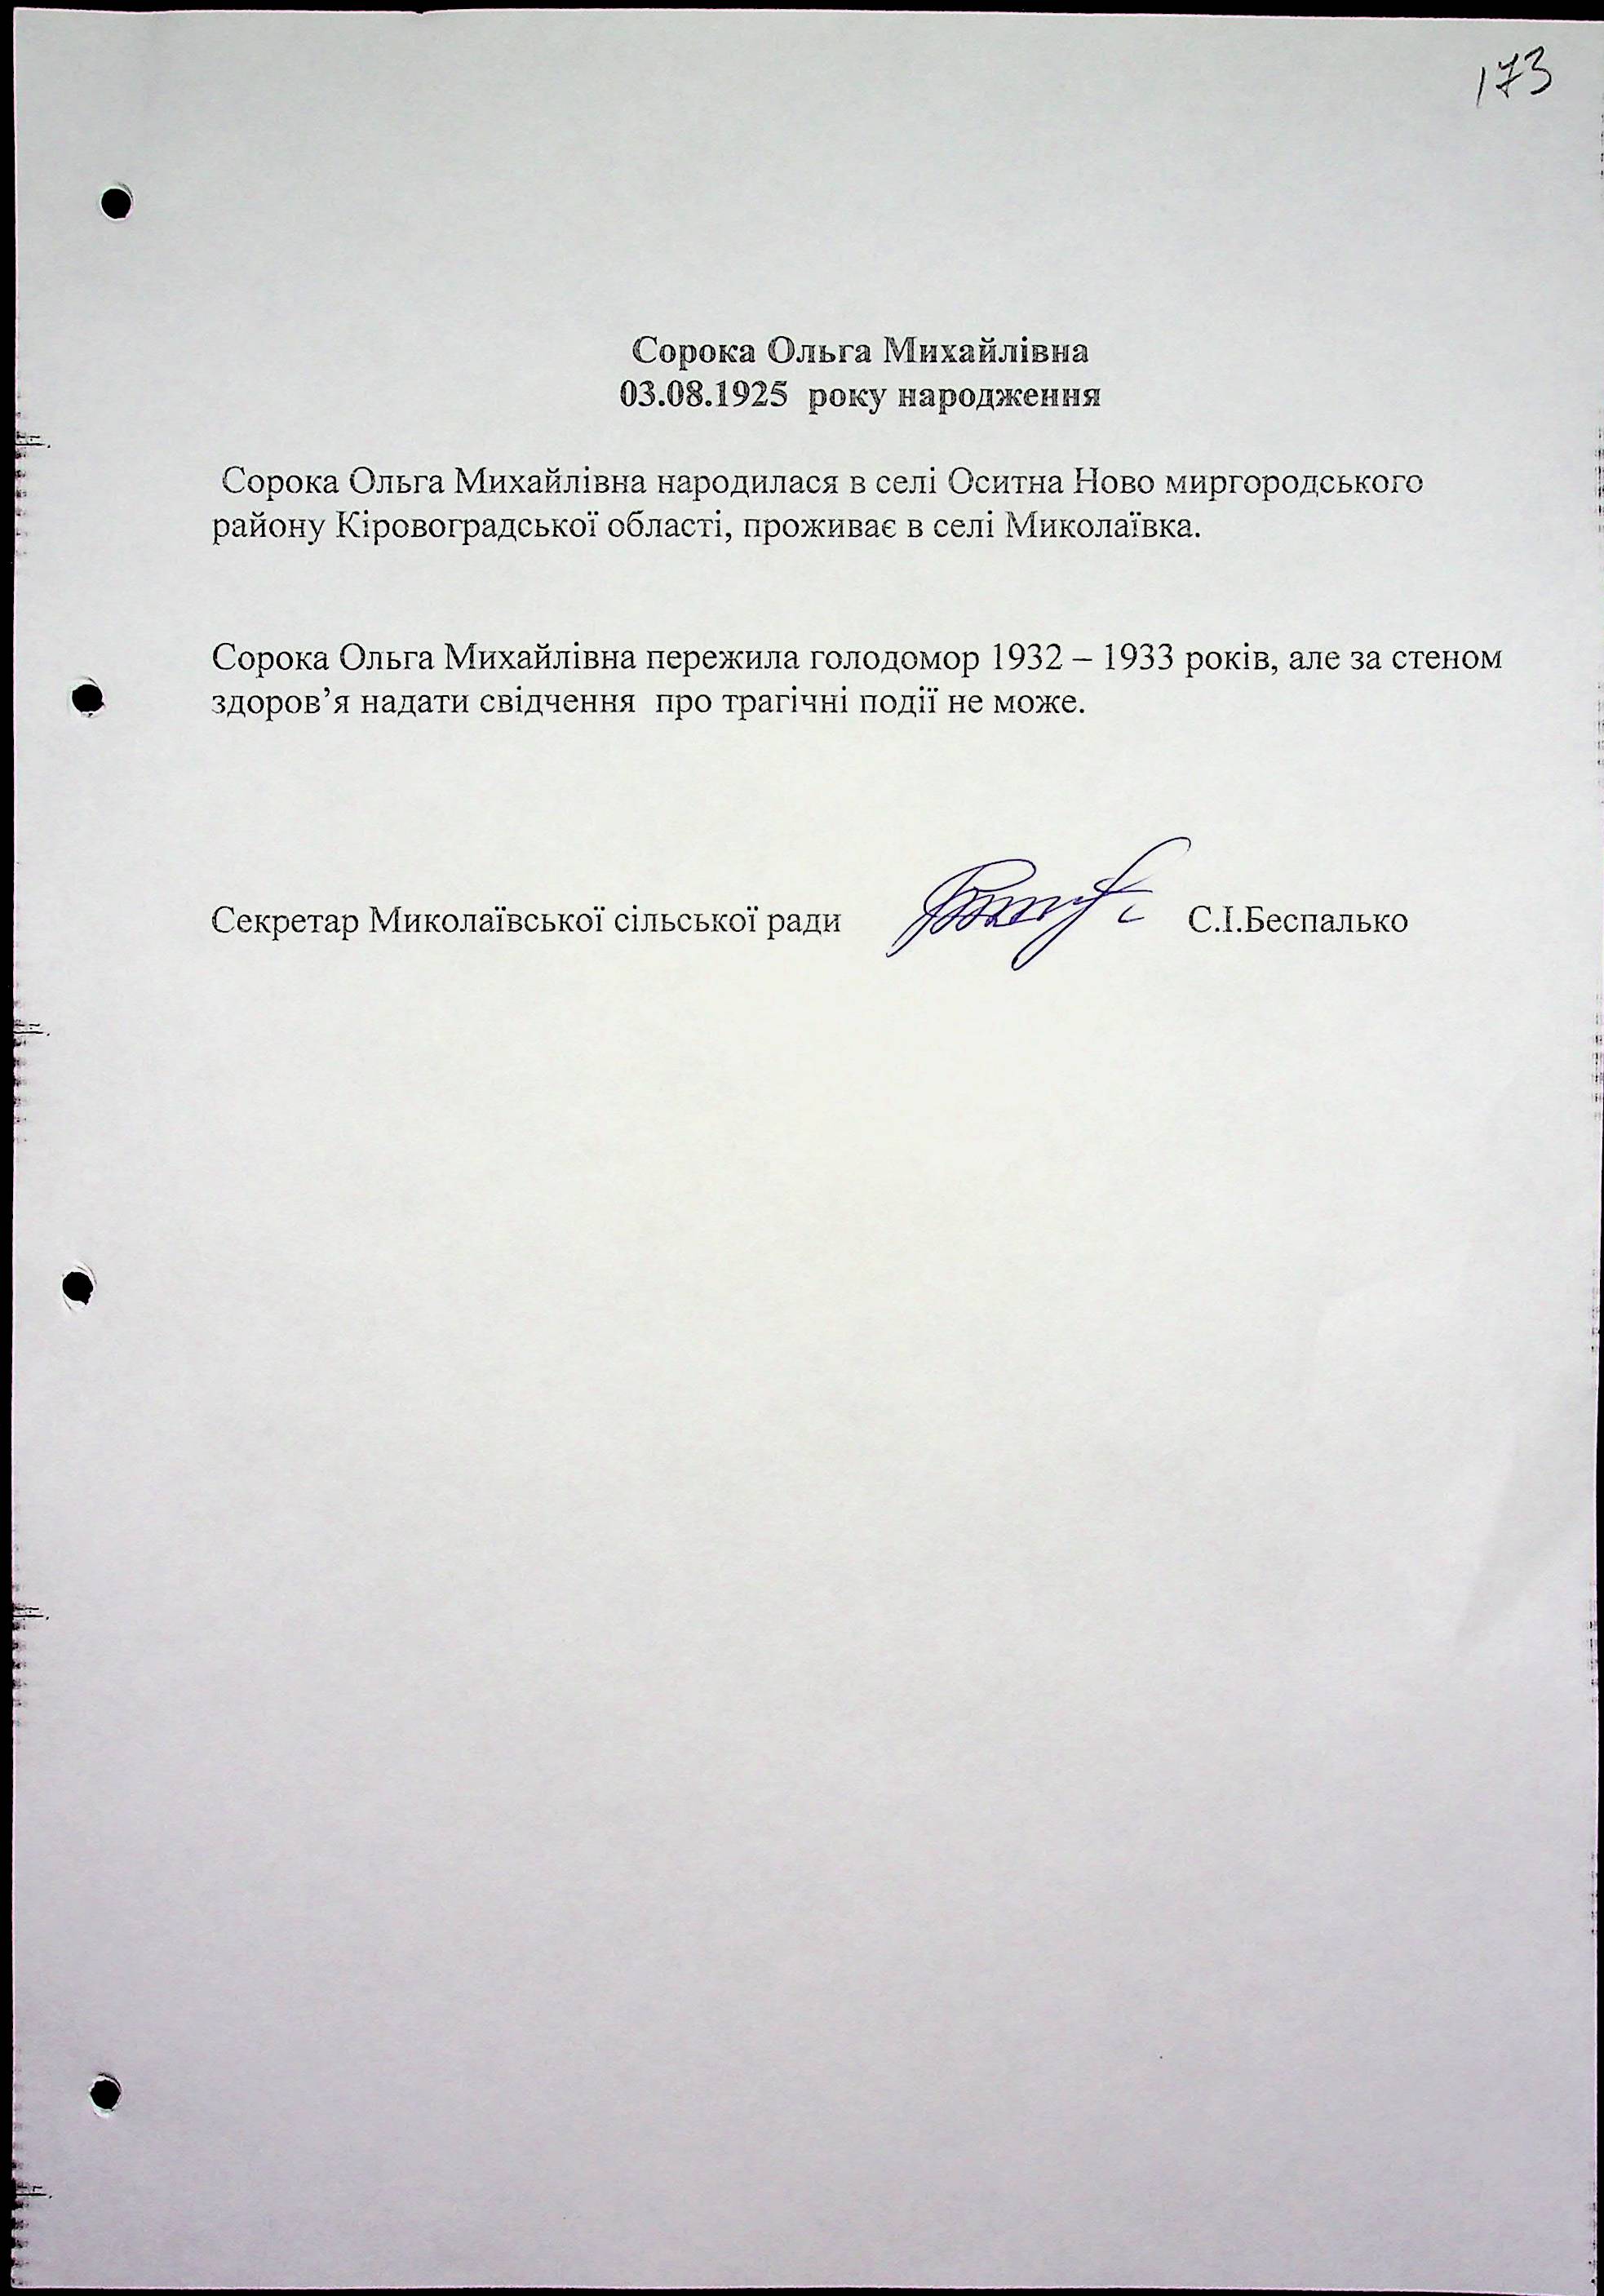 173
Сорока Ольга Михайлівна
03.08.1925 року народження
Сорока Ольга Михайлівна народилася в селі Оситна Ново миргородського
району Кіровоградської області, проживає в селі Миколаївка.
Сорока Ольга Михайлівна пережила голодомор 1932 – 1933 років, але за стеном
здоров’я надати свідчення про трагічні події не може.
Секретар Миколаївської сільської ради С.І.Беспалько